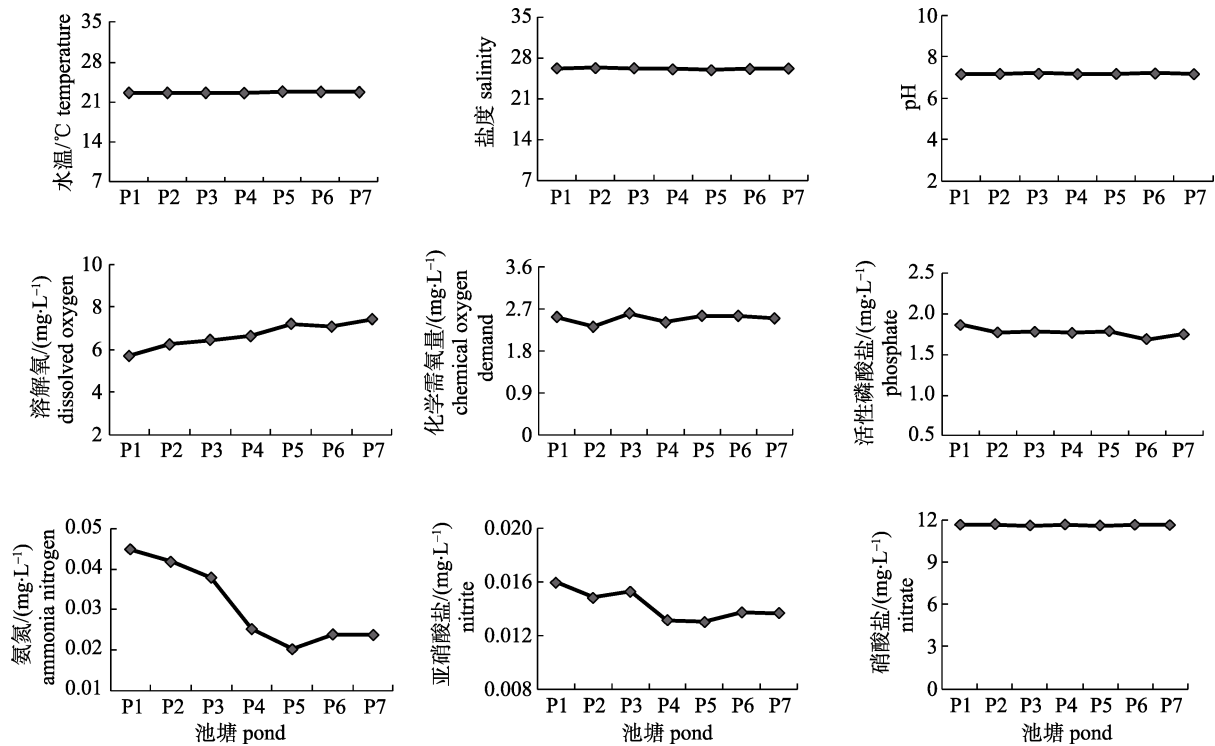 水温/℃ temperature
35
28
21
14
7
P1 P2 P3 P4 P5 P6 P7
盐度 salinity
35
28
21
14
7
P1 P2 P3 P4 P5 P6 P7
pH
10
8
6
4
2
P1 P2 P3 P4 P5 P6 P7
溶解氧/(mg·L⁻¹)
dissolved oxygen
10
8
6
4
2
P1 P2 P3 P4 P5 P6 P7
化学需氧量/(mg·L⁻¹)
chemical oxygen
demand
3.6
2.7
1.8
0.9
0
P1 P2 P3 P4 P5 P6 P7
活性磷酸盐/(mg·L⁻¹)
phosphate
2.5
2.0
1.5
1.0
0.5
P1 P2 P3 P4 P5 P6 P7
氨氮/(mg·L⁻¹)
ammonia nitrogen
0.05
0.04
0.03
0.02
0.01
P1 P2 P3 P4 P5 P6 P7
池塘 pond
亚硝酸盐/(mg·L⁻¹)
nitrite
0.020
0.016
0.012
0.008
P1 P2 P3 P4 P5 P6 P7
池塘 pond
硝酸盐/(mg·L⁻¹)
nitrate
12
9
6
3
0
P1 P2 P3 P4 P5 P6 P7
池塘 pond